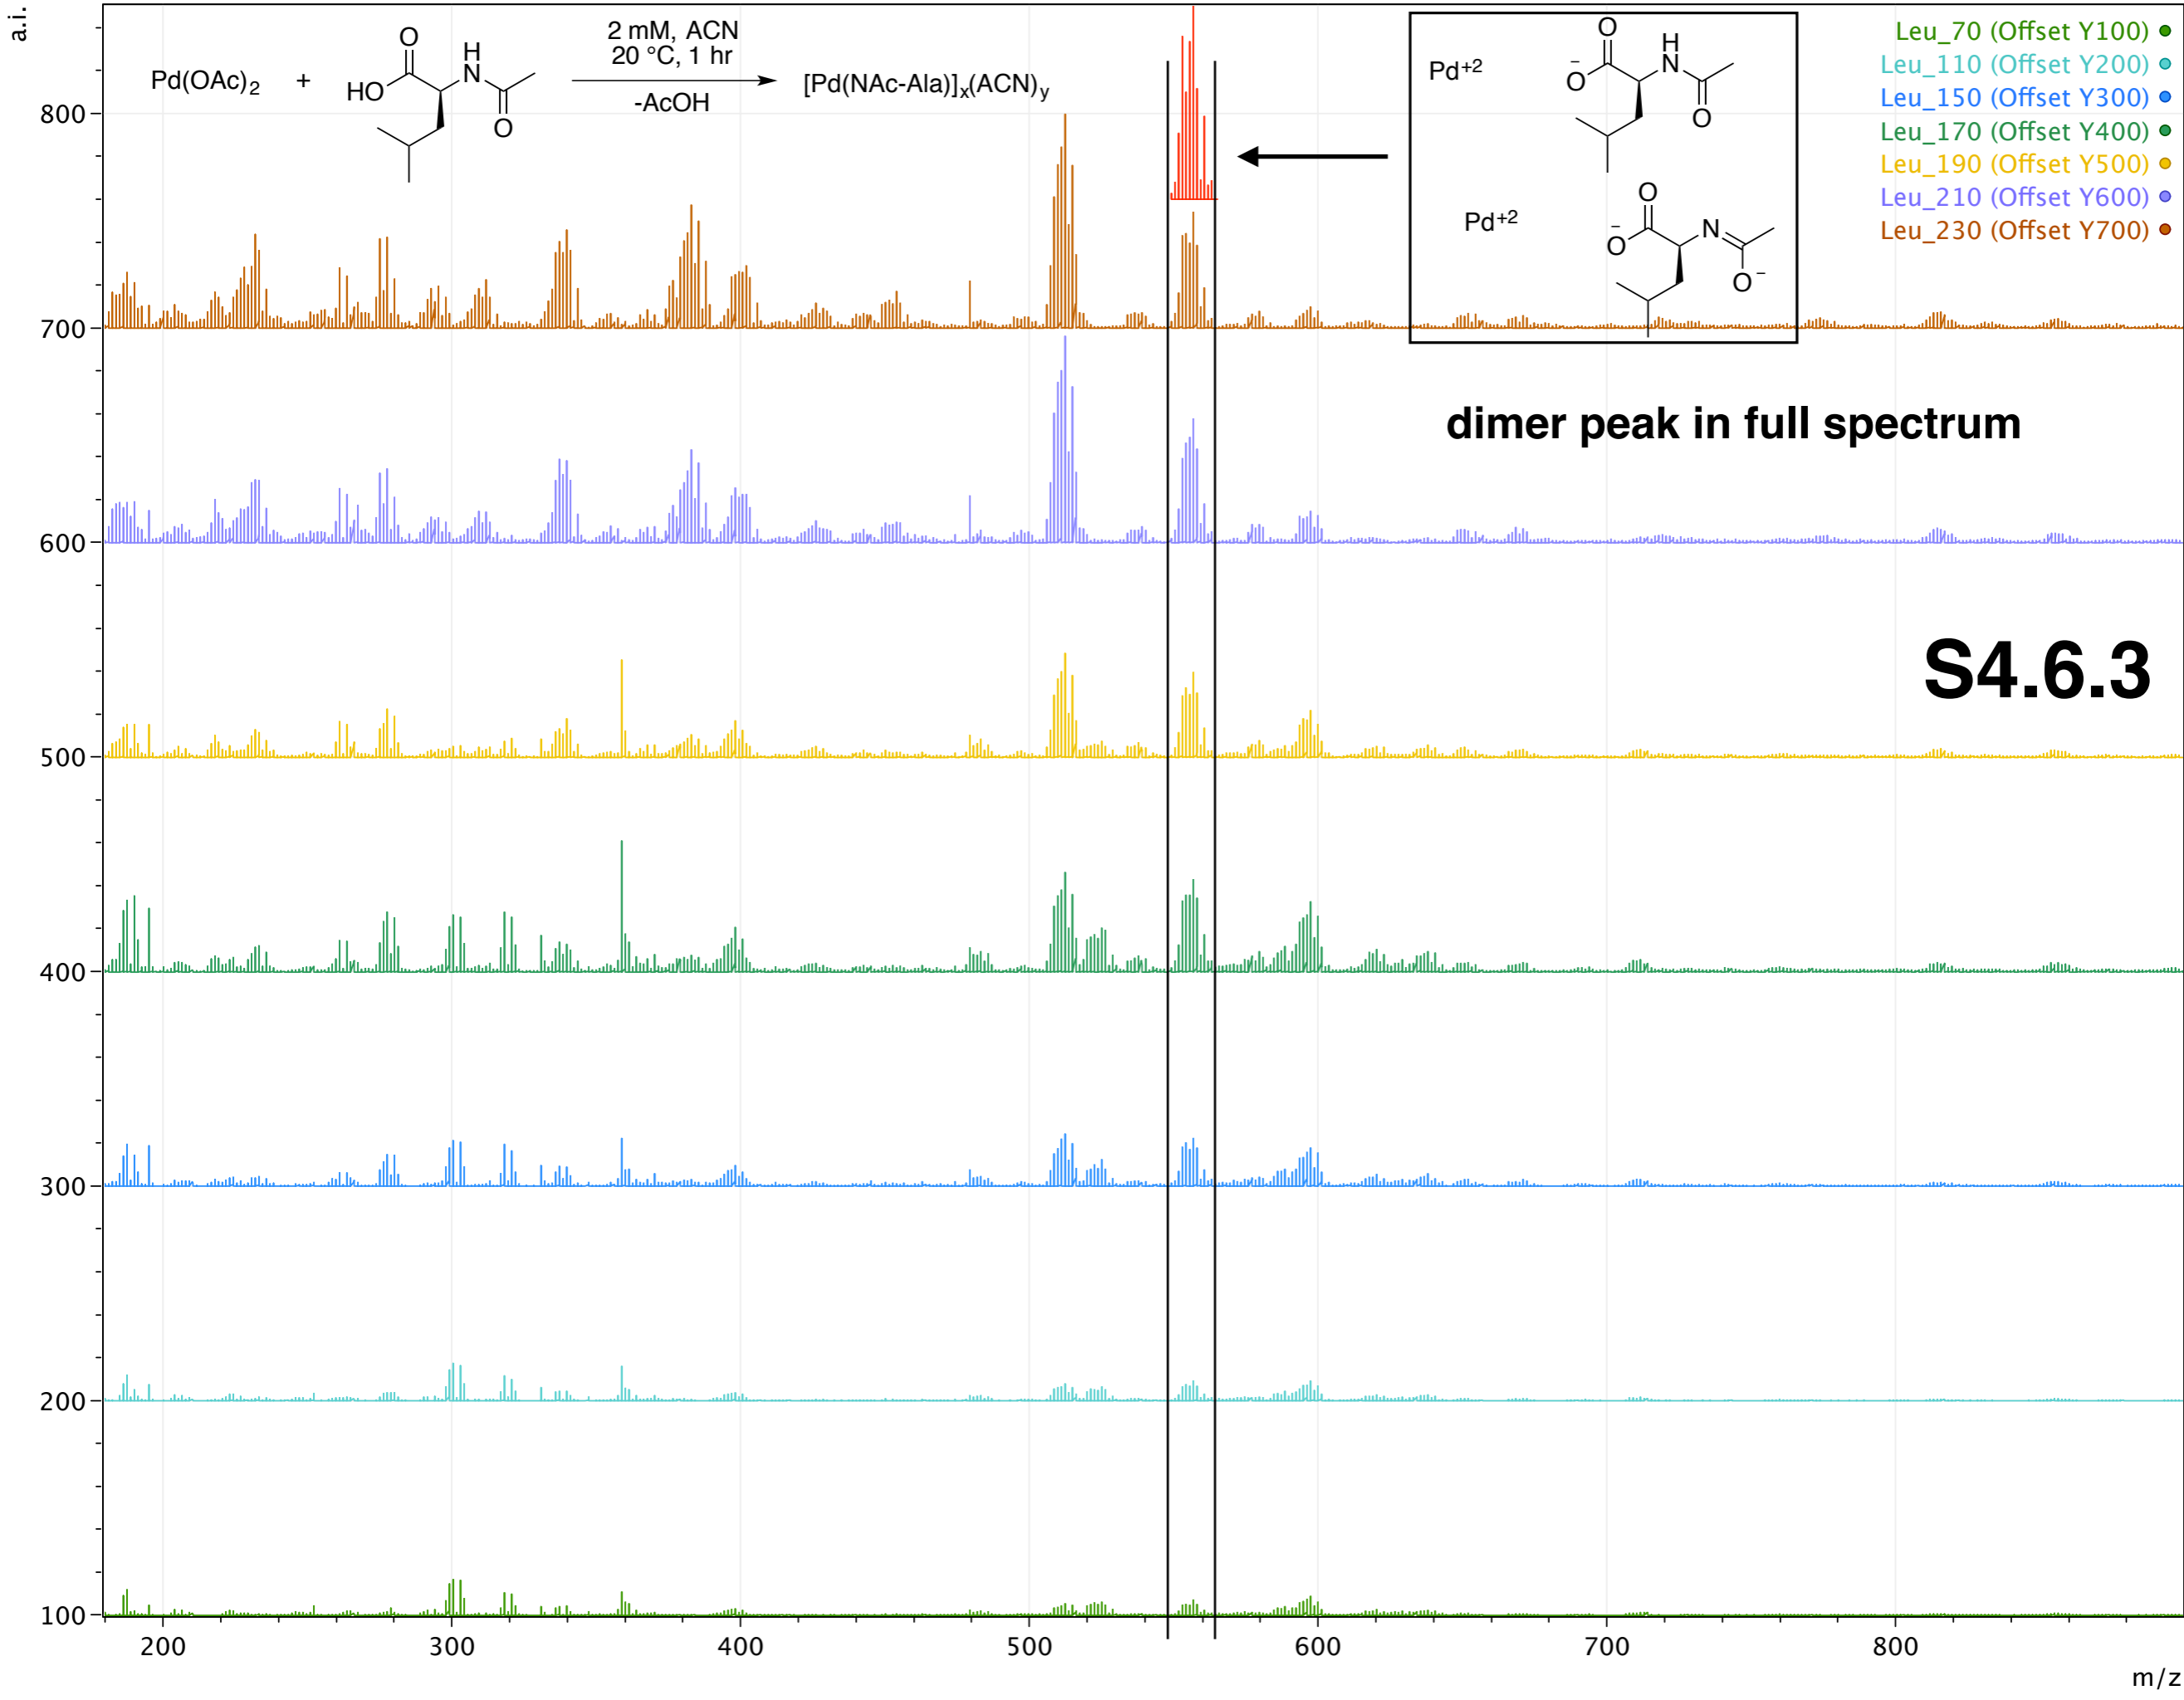 a.i.
Pd(OAc)2 + HO O H N O 2 mM, ACN
20 °C, 1 hr
-AcOH
[Pd(NAc-Ala)]x(ACN)y
Pd+2 O −O H N O
Pd+2 O −O N O−
Leu_70 (Offset Y100)
Leu_110 (Offset Y200)
Leu_150 (Offset Y300)
Leu_170 (Offset Y400)
Leu_190 (Offset Y500)
Leu_210 (Offset Y600)
Leu_230 (Offset Y700)
dimer peak in full spectrum
S4.6.3
800
700
600
500
400
300
200
100
200 300 400 500 600 700 800
m/z